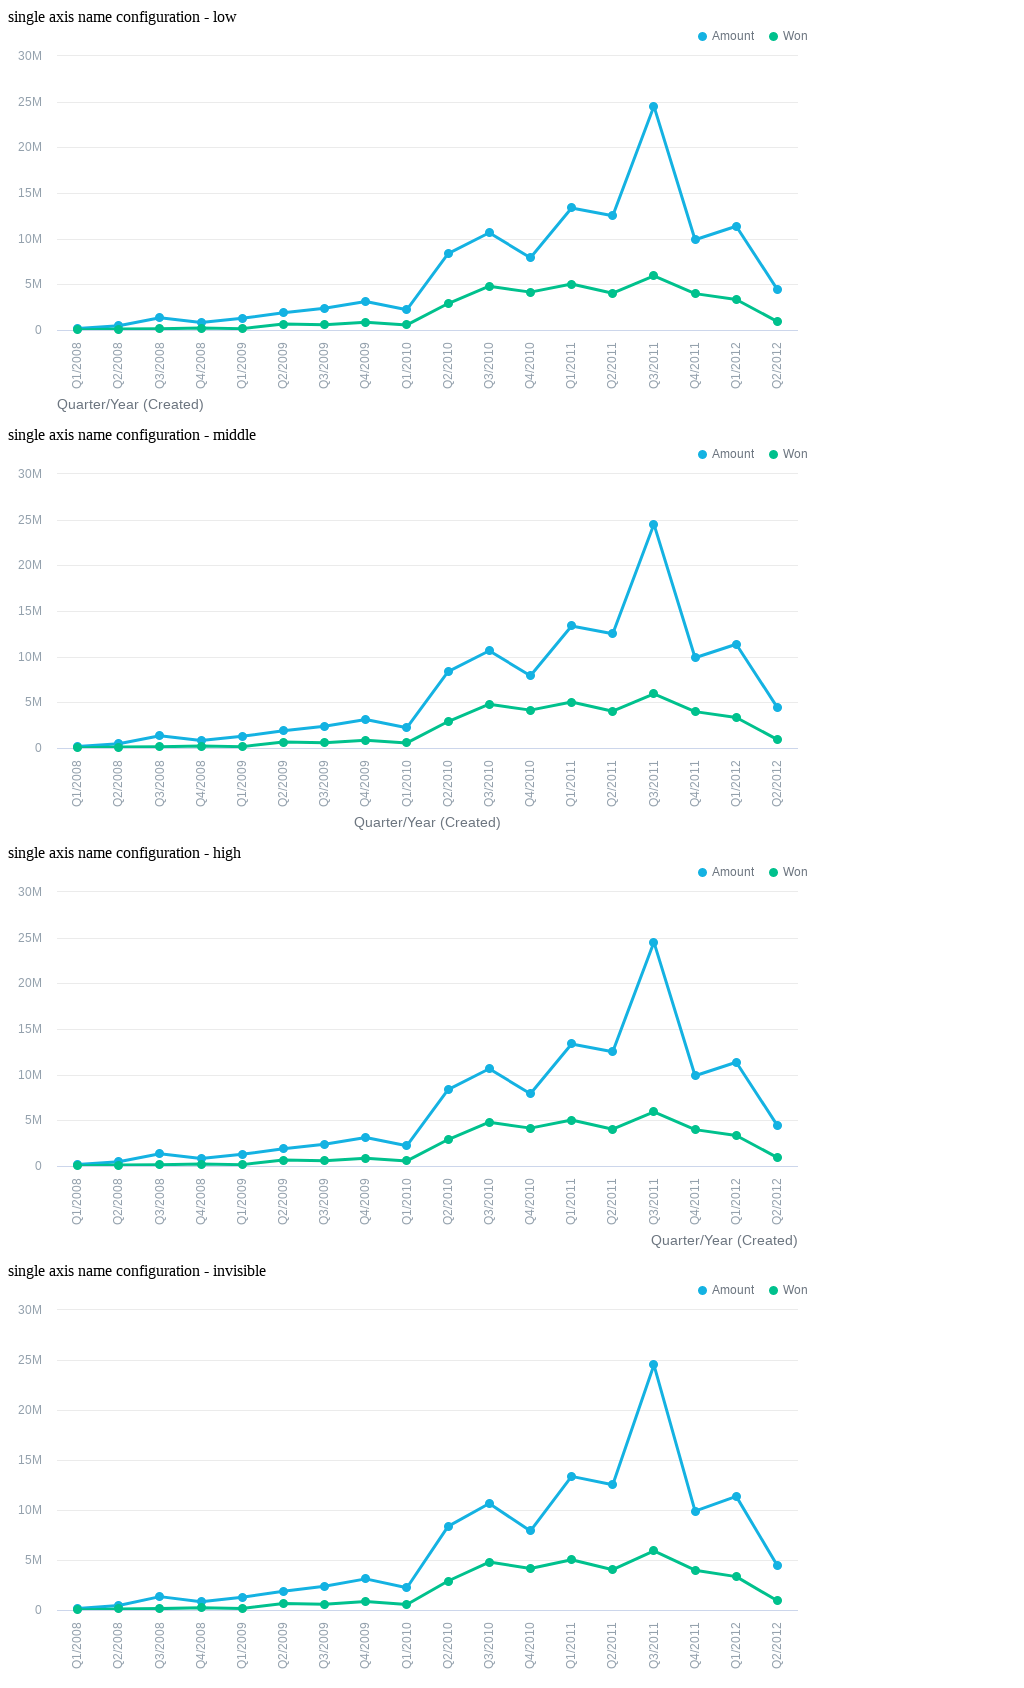 single axis name configuration - low
Amount Won
30M
25M
20M
15M
10M
5M
0
Q1/2008 Q2/2008 Q3/2008 Q4/2008 Q1/2009 Q2/2009 Q3/2009 Q4/2009 Q1/2010 Q2/2010 Q3/2010 Q4/2010 Q1/2011 Q2/2011 Q3/2011 Q4/2011 Q1/2012 Q2/2012
Quarter/Year (Created)
single axis name configuration - middle
Amount Won
30M
25M
20M
15M
10M
5M
0
Q1/2008 Q2/2008 Q3/2008 Q4/2008 Q1/2009 Q2/2009 Q3/2009 Q4/2009 Q1/2010 Q2/2010 Q3/2010 Q4/2010 Q1/2011 Q2/2011 Q3/2011 Q4/2011 Q1/2012 Q2/2012
Quarter/Year (Created)
single axis name configuration - high
Amount Won
30M
25M
20M
15M
10M
5M
0
Q1/2008 Q2/2008 Q3/2008 Q4/2008 Q1/2009 Q2/2009 Q3/2009 Q4/2009 Q1/2010 Q2/2010 Q3/2010 Q4/2010 Q1/2011 Q2/2011 Q3/2011 Q4/2011 Q1/2012 Q2/2012
Quarter/Year (Created)
single axis name configuration - invisible
Amount Won
30M
25M
20M
15M
10M
5M
0
Q1/2008 Q2/2008 Q3/2008 Q4/2008 Q1/2009 Q2/2009 Q3/2009 Q4/2009 Q1/2010 Q2/2010 Q3/2010 Q4/2010 Q1/2011 Q2/2011 Q3/2011 Q4/2011 Q1/2012 Q2/2012